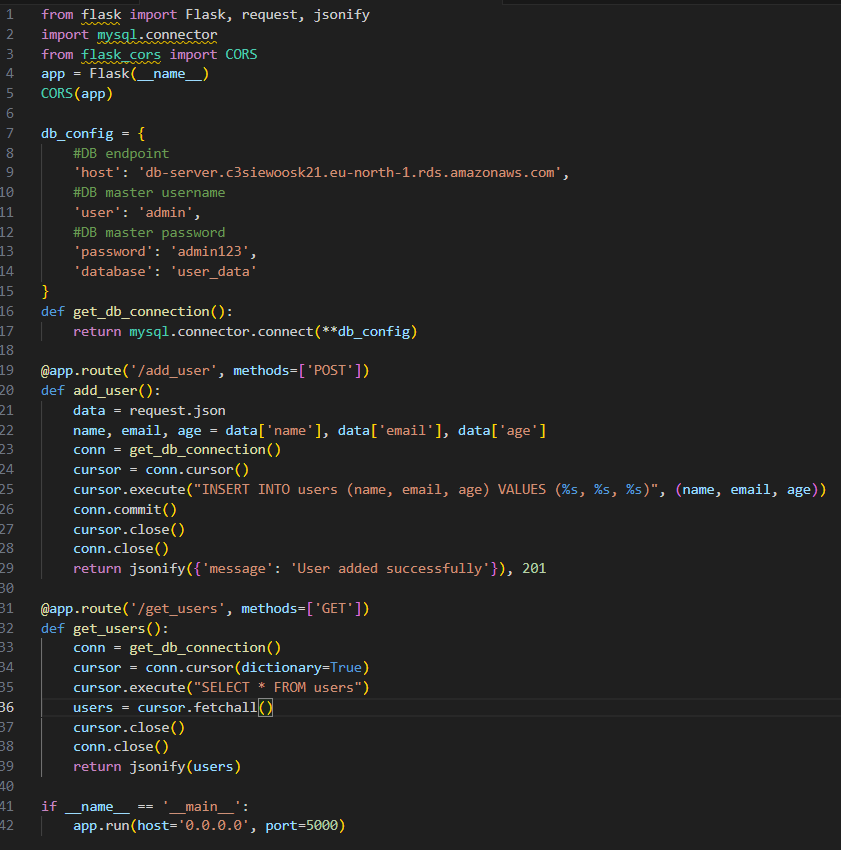 1 from flask import Flask, request, jsonify
2 import mysql.connector
3 from flask_cors import CORS
4 app = Flask(__name__)
5 CORS(app)
6
7 db_config = {
8 #DB endpoint
9 'host': 'db-server.c3siewoosk21.eu-north-1.rds.amazonaws.com',
10 #DB master username
11 'user': 'admin',
12 #DB master password
13 'password': 'admin123',
14 'database': 'user_data'
15 }
16 def get_db_connection():
17 return mysql.connector.connect(**db_config)
18
19 @app.route('/add_user', methods=['POST'])
20 def add_user():
21 data = request.json
22 name, email, age = data['name'], data['email'], data['age']
23 conn = get_db_connection()
24 cursor = conn.cursor()
25 cursor.execute("INSERT INTO users (name, email, age) VALUES (%s, %s, %s)", (name, email, age))
26 conn.commit()
27 cursor.close()
28 conn.close()
29 return jsonify({'message': 'User added successfully'}), 201
30
31 @app.route('/get_users', methods=['GET'])
32 def get_users():
33 conn = get_db_connection()
34 cursor = conn.cursor(dictionary=True)
35 cursor.execute("SELECT * FROM users")
36 users = cursor.fetchall()
37 cursor.close()
38 conn.close()
39 return jsonify(users)
40
41 if __name__ == '__main__':
42 app.run(host='0.0.0.0', port=5000)